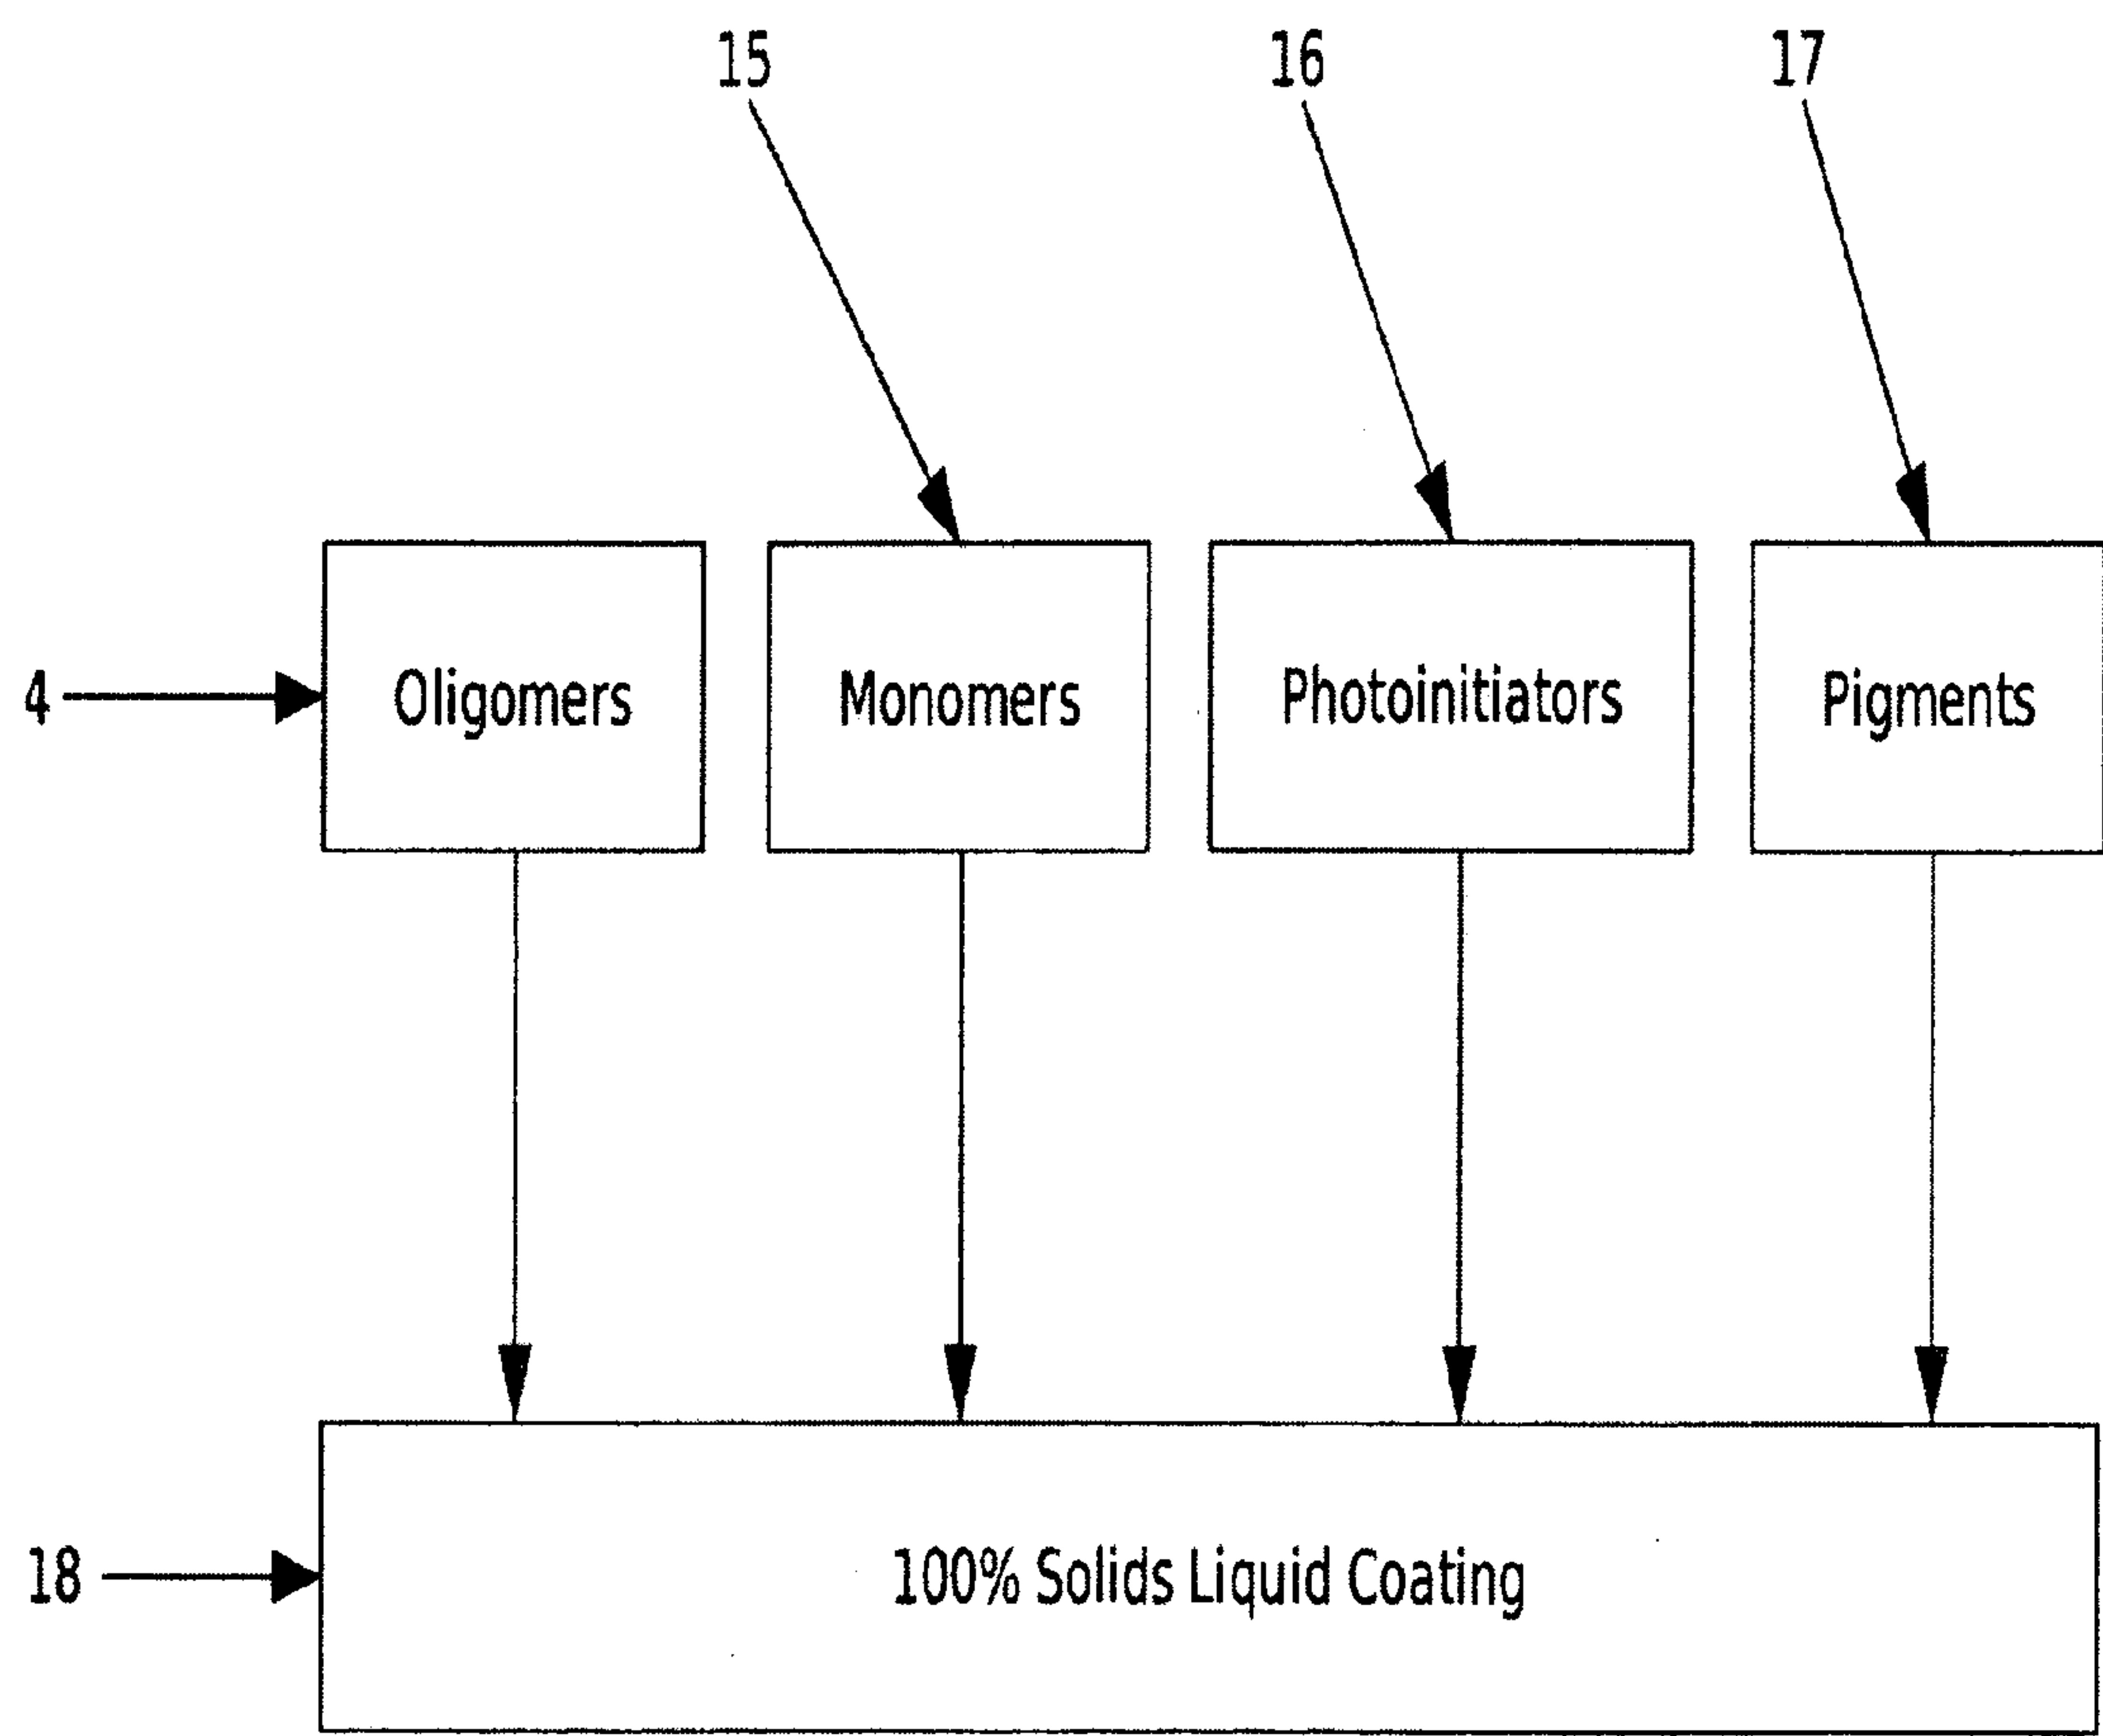 15 16 17
4 Oligomers Monomers Photoinitiators Pigments
18 100% Solids Liquid Coating